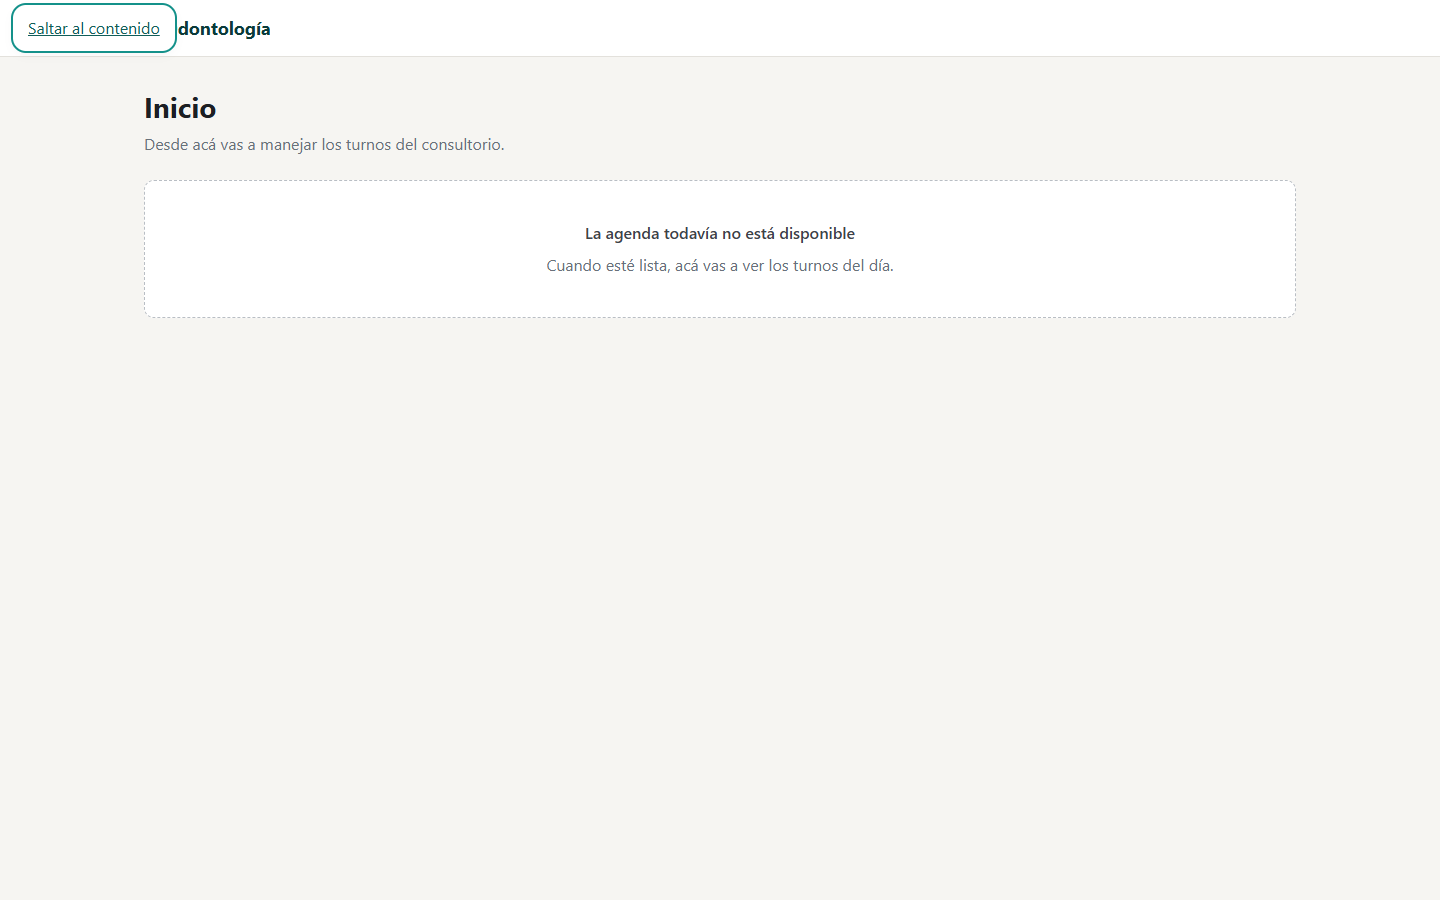 Saltar al contenido
dontología
Inicio
Desde acá vas a manejar los turnos del consultorio.
La agenda todavía no está disponible
Cuando esté lista, acá vas a ver los turnos del día.